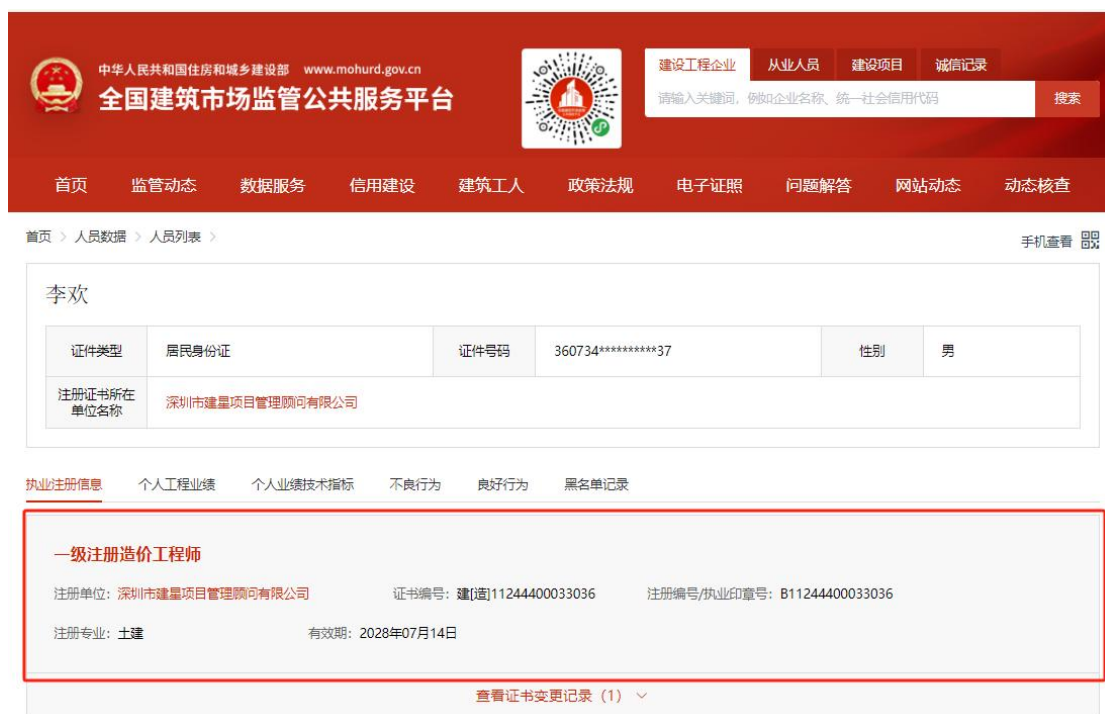 中华人民共和国住房和城乡建设部 www.mohurd.gov.cn
全国建筑市场监管公共服务平台
建设工程企业 从业人员 建设项目 诚信记录
请输入关键词，例如企业名称、统一社会信用代码 搜索
首页 监管动态 数据服务 信用建设 建筑工人 政策法规 电子证照 问题解答 网站动态 动态核查
首页 > 人员数据 > 人员列表 >
手机查看
李欢
证件类型 居民身份证 证件号码 360734**********37 性别 男
注册证书所在
单位名称
深圳市建星项目管理顾问有限公司
执业注册信息 个人工程业绩 个人业绩技术指标 不良行为 良好行为 黑名单记录
一级注册造价工程师
注册单位：深圳市建星项目管理顾问有限公司 证书编号：建[造]11244400033036 注册编号/执业印章号：B11244400033036
注册专业：土建 有效期：2028年07月14日
查看证书变更记录（1）